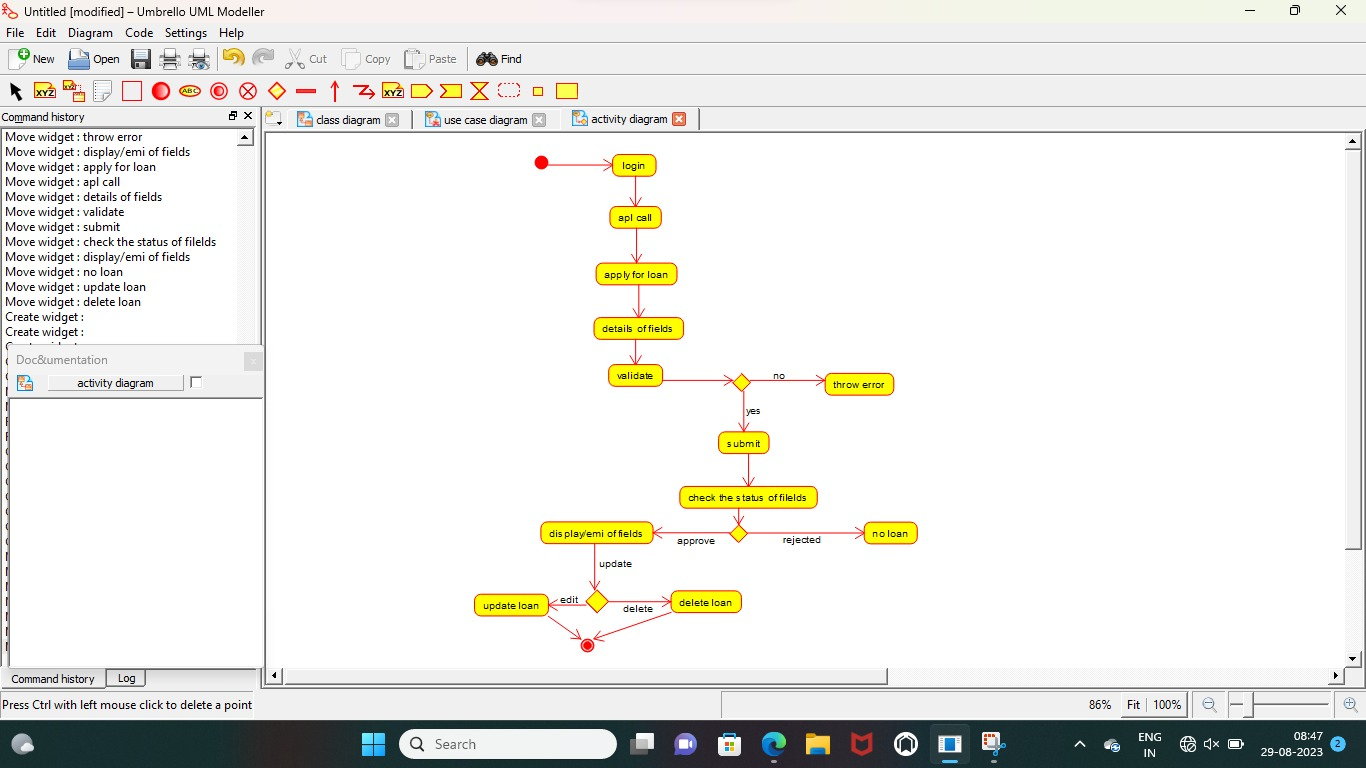 Untitled [modified] – Umbrello UML Modeller
File Edit Diagram Code Settings Help
New Open Cut Copy Paste Find
XYZ XYZ ABC XYZ
Command history
class diagram use case diagram activity diagram
Move widget : throw error
Move widget : display/emi of fields
Move widget : apply for loan
Move widget : apl call
Move widget : details of fields
Move widget : validate
Move widget : submit
Move widget : check the status of filelds
Move widget : display/emi of fields
Move widget : no loan
Move widget : update loan
Move widget : delete loan
Create widget :
Create widget :
Doc&umentation
activity diagram
login
apl call
apply for loan
details of fields
validate
no
throw error
yes
submit
check the status of filelds
display/emi of fields
approve
rejected
no loan
update
update loan
edit
delete
delete loan
Command history Log
Press Ctrl with left mouse click to delete a point
86% Fit 100%
Search
ENG
IN
08:47
29-08-2023
2